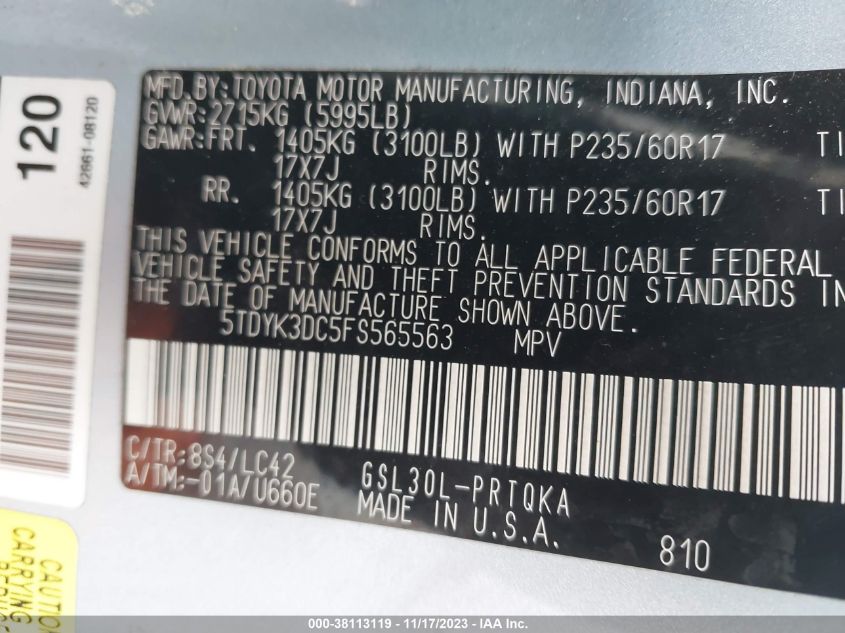 MFD.BY:TOYOTA MOTOR MANUFACTURING, INDIANA, INC.
GVWR:2715KG (5995LB)
GAWR:FRT. 1405KG (3100LB) WITH P235/60R17 TI
17X7J RIMS.
RR. 1405KG (3100LB) WITH P235/60R17 TI
17X7J RIMS.
THIS VEHICLE CONFORMS TO ALL APPLICABLE FEDERAL
VEHICLE SAFETY AND THEFT PREVENTION STANDARDS IN
THE DATE OF MANUFACTURE SHOWN ABOVE.
5TDYK3DC5FS565563 MPV
C/TR:8S4/LC42
A/TM:-01A/U660E
GSL30L-PRTQKA
MADE IN U.S.A.
810
120
42661-08120
CAUTION
CARRYING
000-38113119 - 11/17/2023 - IAA Inc.